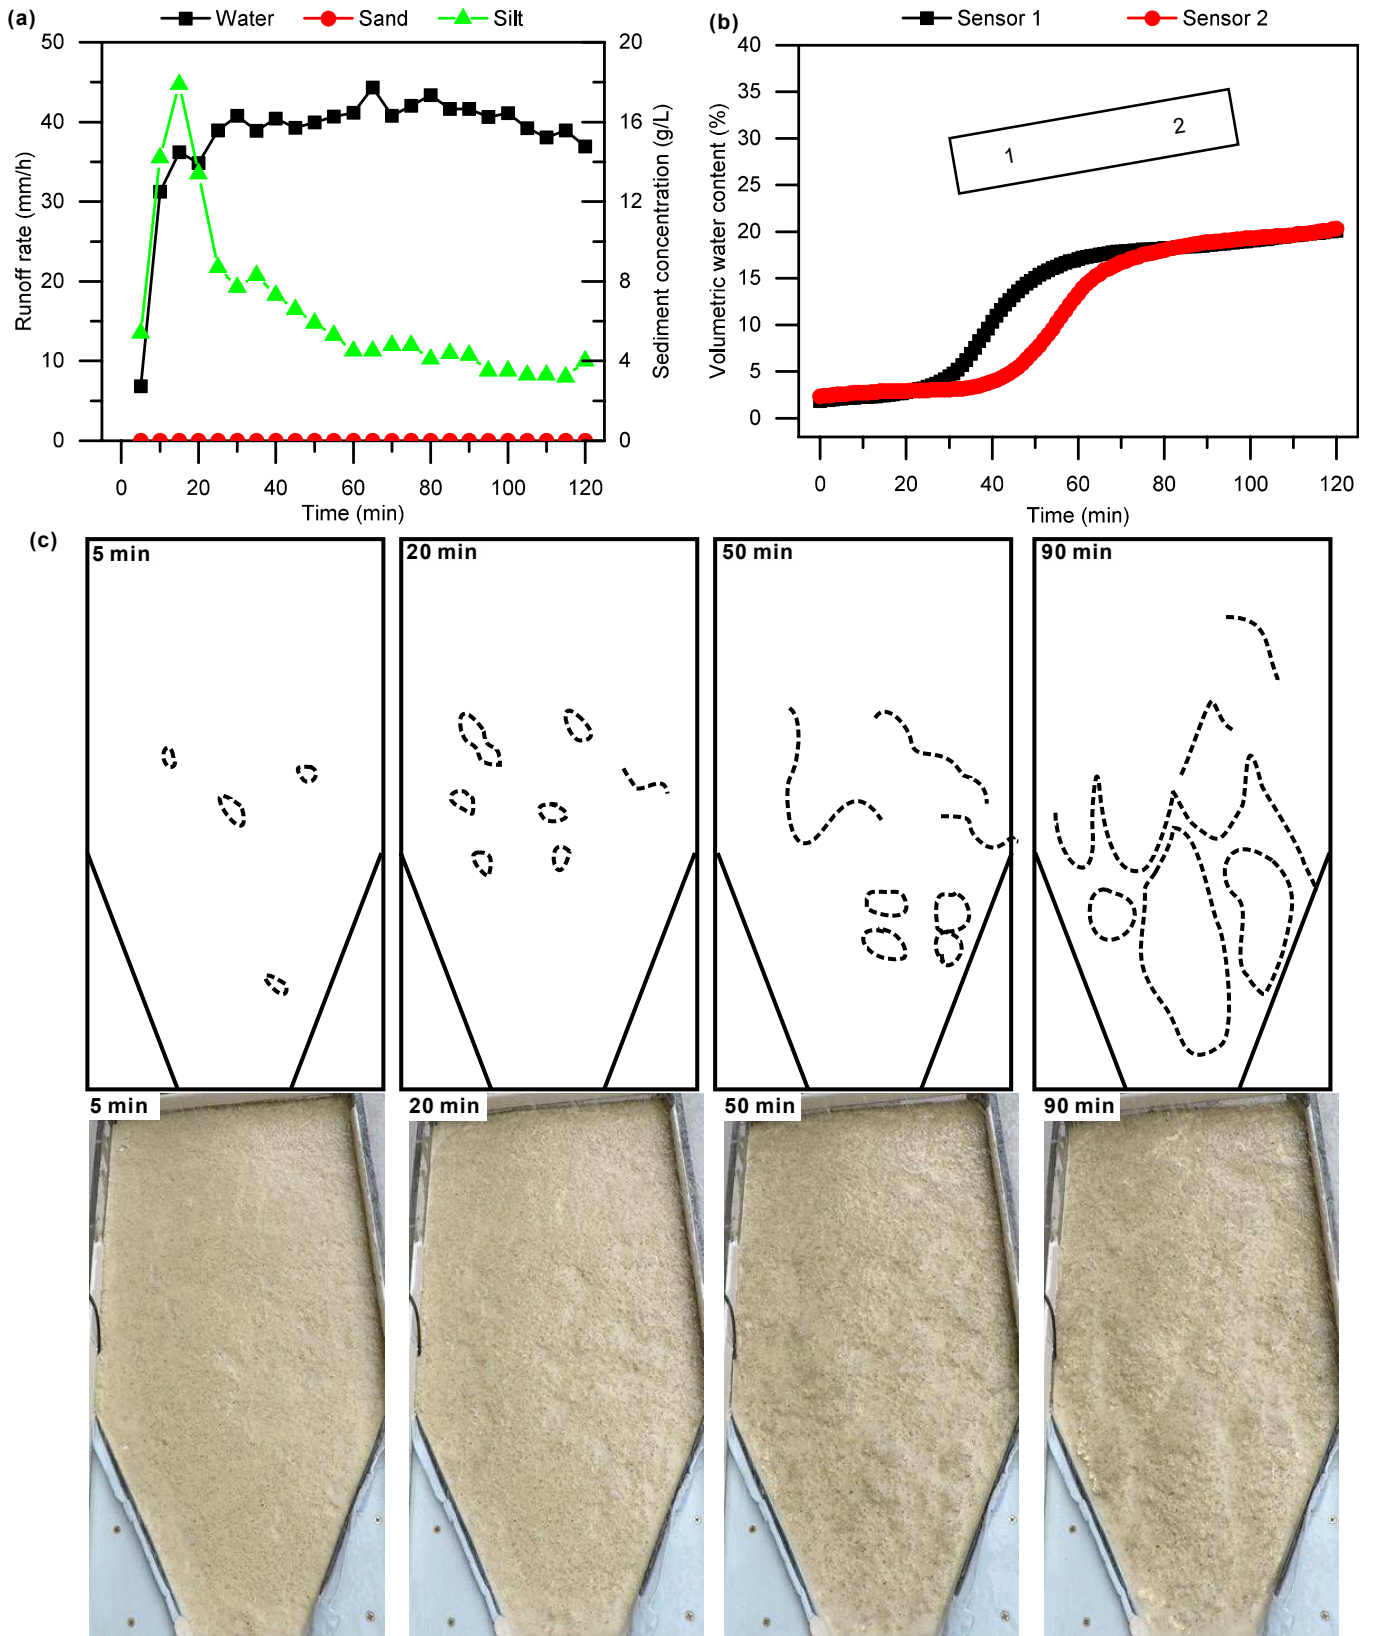 (a)
Water Sand Silt
50
40
30
20
10
0
Runoff rate (mm/h)
20
16
12
8
4
0
Sediment concentration (g/L)
0 20 40 60 80 100 120
Time (min)
(b)
Sensor 1 Sensor 2
40
35
30
25
20
15
10
5
0
Volumetric water content (%)
1 2
0 20 40 60 80 100 120
Time (min)
(c)
5 min 20 min 50 min 90 min
5 min 20 min 50 min 90 min